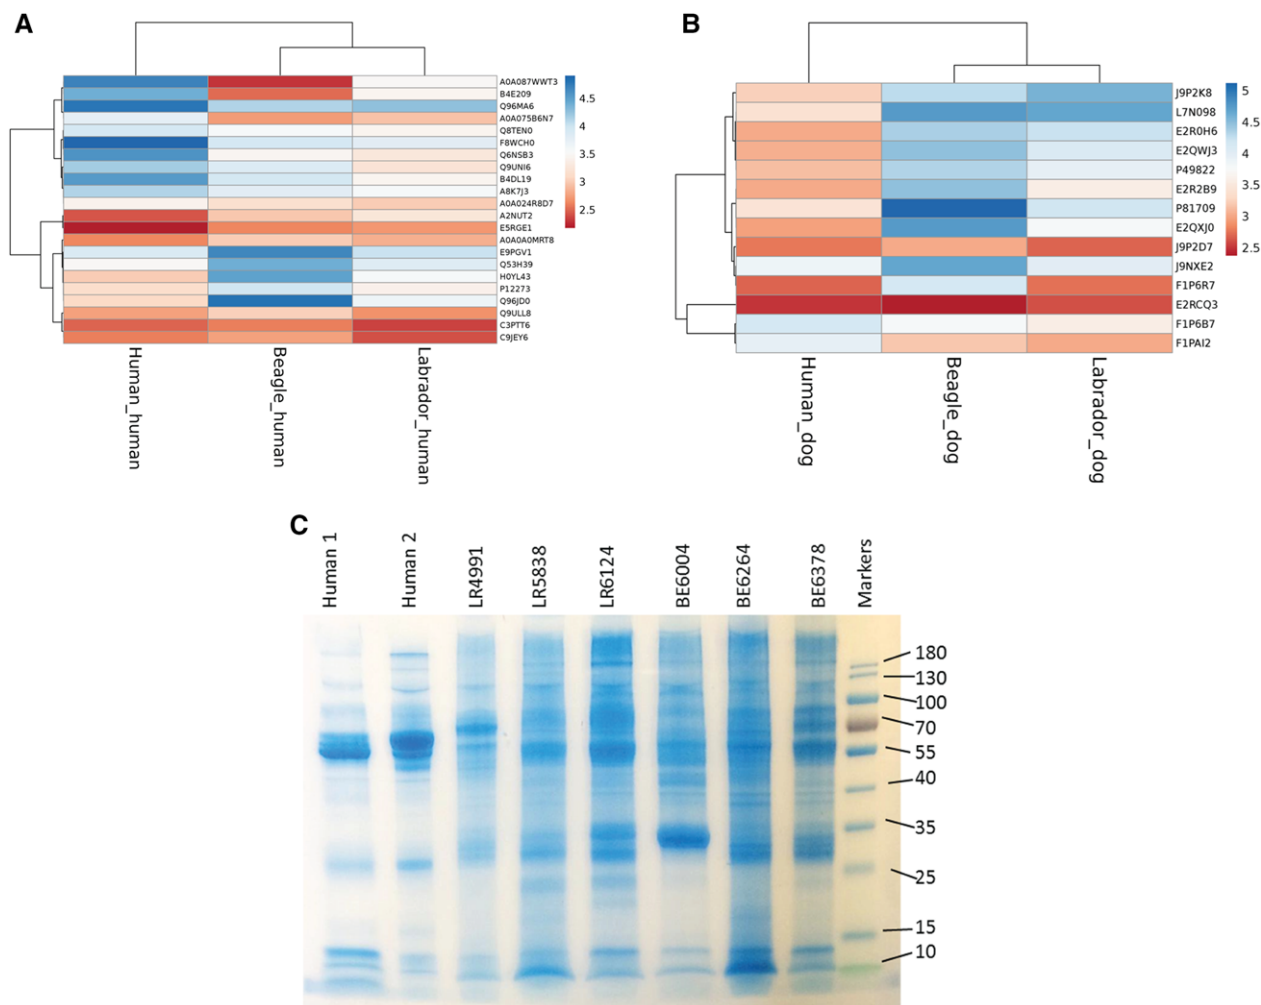 A
A0A087WWT3
B4E209
Q96MA6
A0A075B6N7
Q8TEN0
F8WCH0
Q6NSB3
Q9UNI6
B4DL19
A8K7J3
A0A024R8D7
A2NUT2
E5RGE1
A0A0A0MRT8
E9PGV1
Q53H39
H0YL43
P12273
Q96JD0
Q9ULL8
C3PTT6
C9JEY6
4.5
4
3.5
3
2.5
Human_human
Beagle_human
Labrador_human
B
J9P2K8
L7N098
E2R0H6
E2QWJ3
P49822
E2R2B9
P81709
E2QXJ0
J9P2D7
J9NXE2
F1P6R7
E2RCQ3
F1P6B7
F1PAI2
5
4.5
4
3.5
3
2.5
Human_dog
Beagle_dog
Labrador_dog
C
Human 1
Human 2
LR4991
LR5838
LR6124
BE6004
BE6264
BE6378
Markers
180
130
100
70
55
40
35
25
15
10